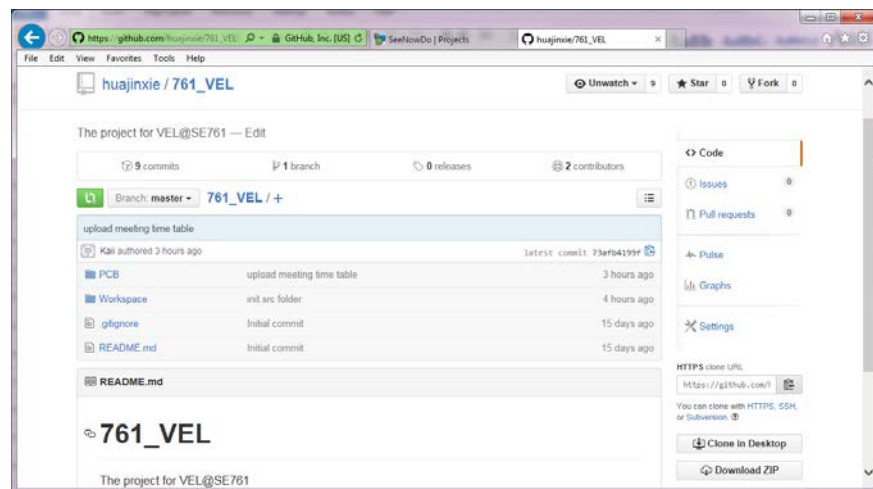 https://github.com/huajinxie/761_VEL
GitHub, Inc. [US]
SeeNowDo | Projects
huajinxie/761_VEL
×
File Edit View Favorites Tools Help
huajinxie / 761_VEL
Unwatch 9
Star 0
Fork 0
The project for VEL@SE761 — Edit
9 commits
1 branch
0 releases
2 contributors
Branch: master
761_VEL / +
upload meeting time table
Kaii authored 3 hours ago
latest commit 73afb4199f
PCB upload meeting time table 3 hours ago
Workspace init src folder 4 hours ago
.gitignore Initial commit 15 days ago
README.md Initial commit 15 days ago
README.md
761_VEL
The project for VEL@SE761
<> Code
Issues 0
Pull requests 0
Pulse
Graphs
Settings
HTTPS clone URL
https://github.com/
You can clone with HTTPS, SSH,
or Subversion.
Clone in Desktop
Download ZIP